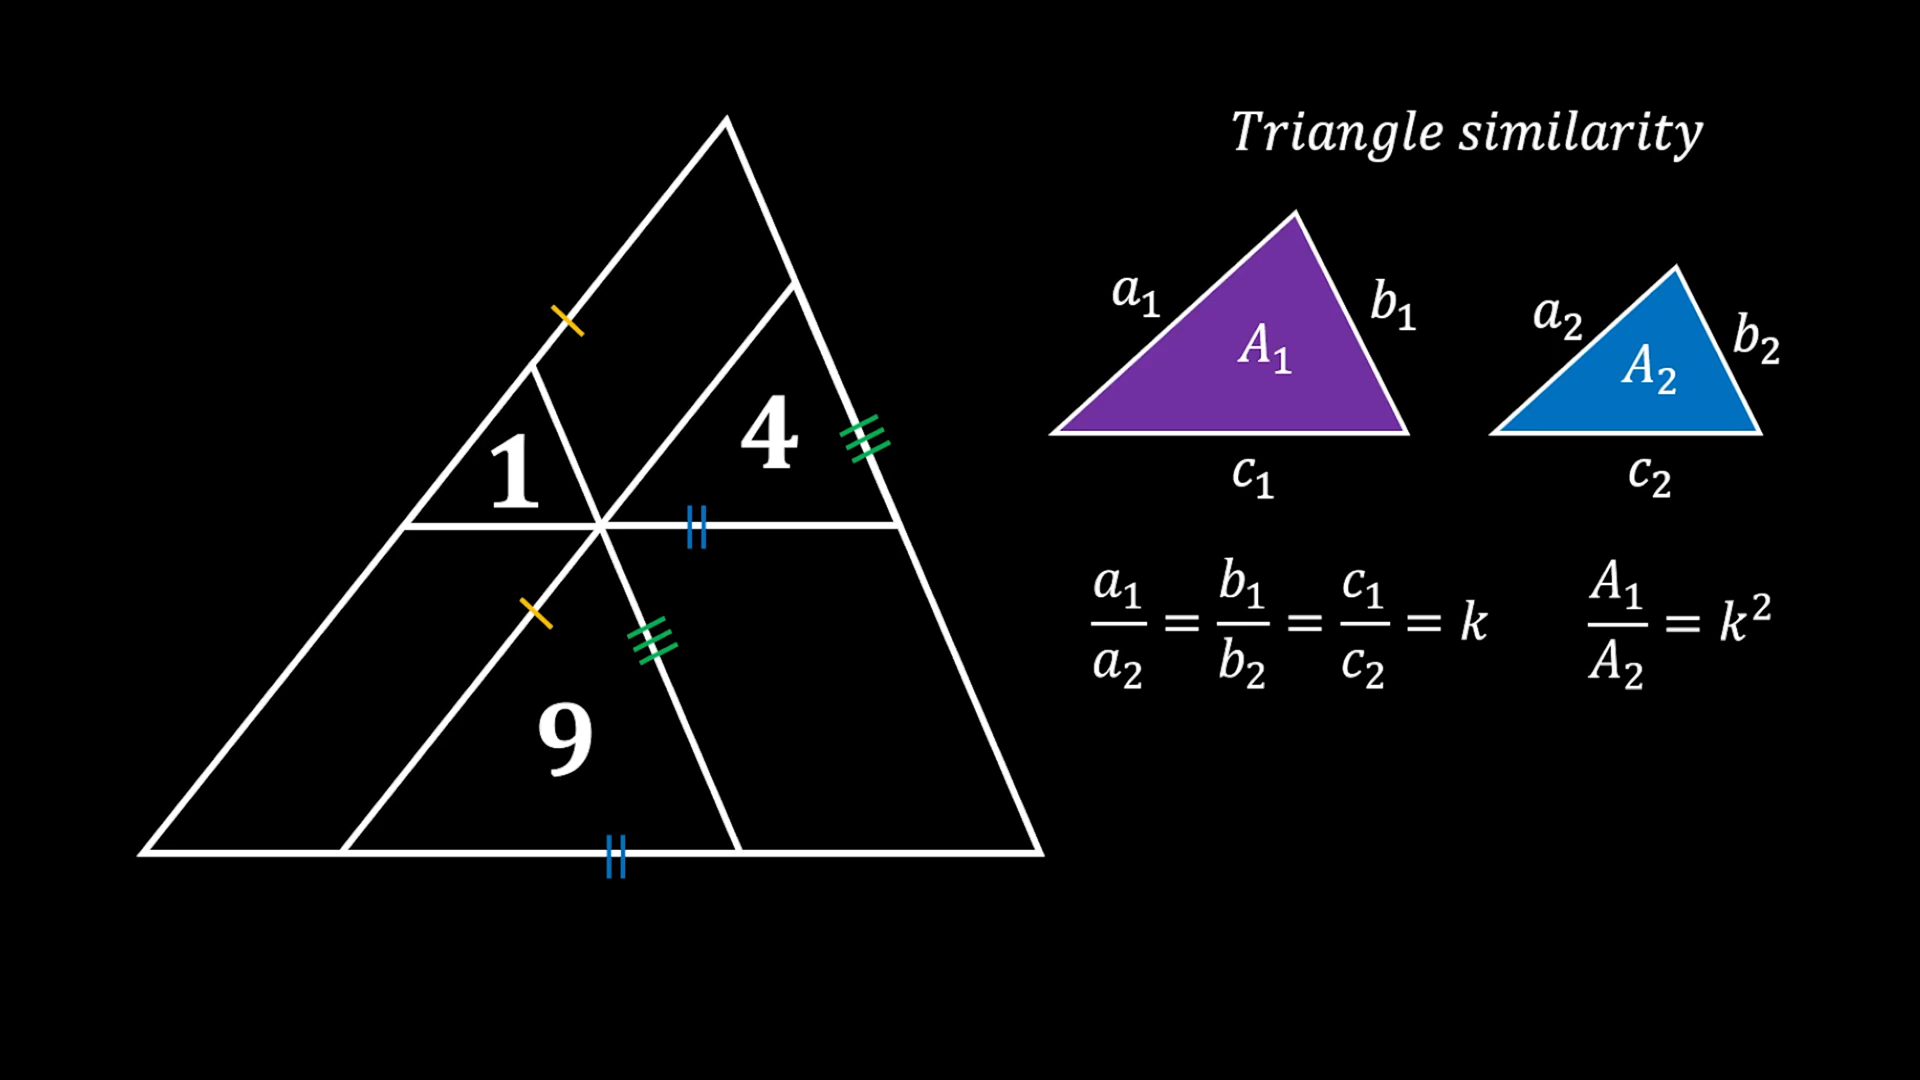 Triangle similarity
1
4
9
a₁
b₁
A₁
c₁
a₂
b₂
A₂
c₂
a₁/a₂ = b₁/b₂ = c₁/c₂ = k
A₁/A₂ = k²